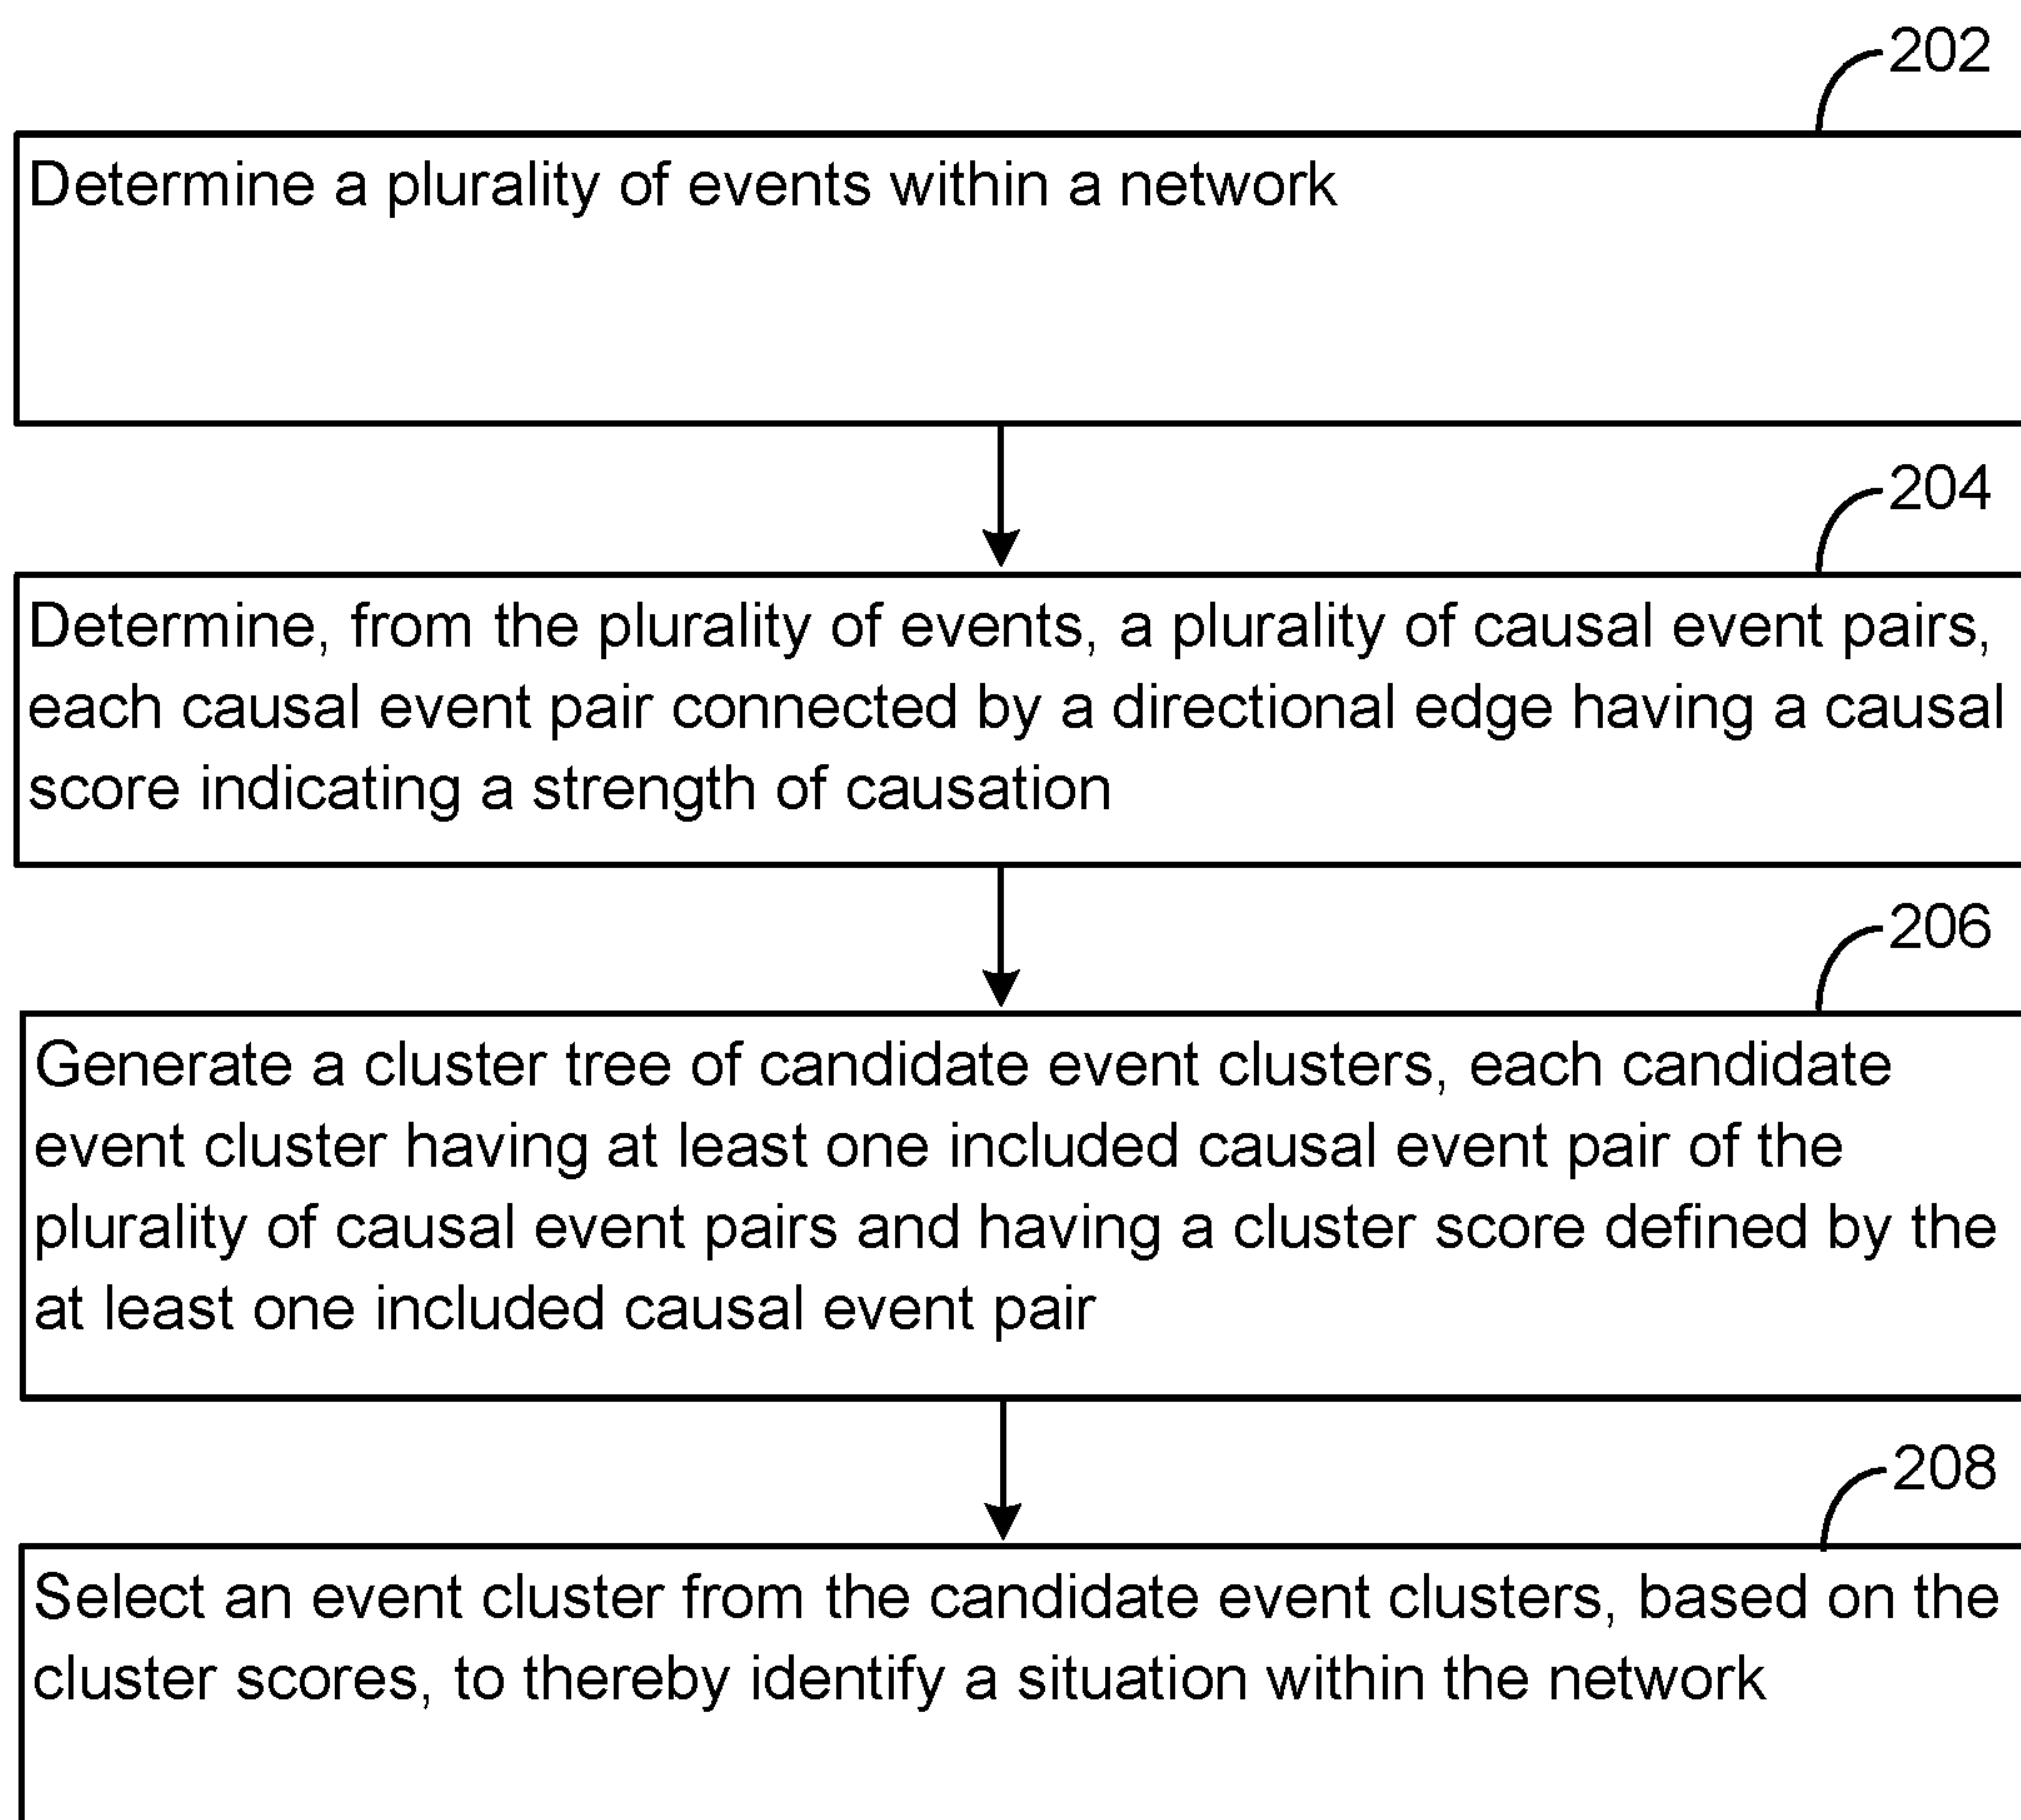 202
Determine a plurality of events within a network
204
Determine, from the plurality of events, a plurality of causal event pairs,
each causal event pair connected by a directional edge having a causal
score indicating a strength of causation
206
Generate a cluster tree of candidate event clusters, each candidate
event cluster having at least one included causal event pair of the
plurality of causal event pairs and having a cluster score defined by the
at least one included causal event pair
208
Select an event cluster from the candidate event clusters, based on the
cluster scores, to thereby identify a situation within the network